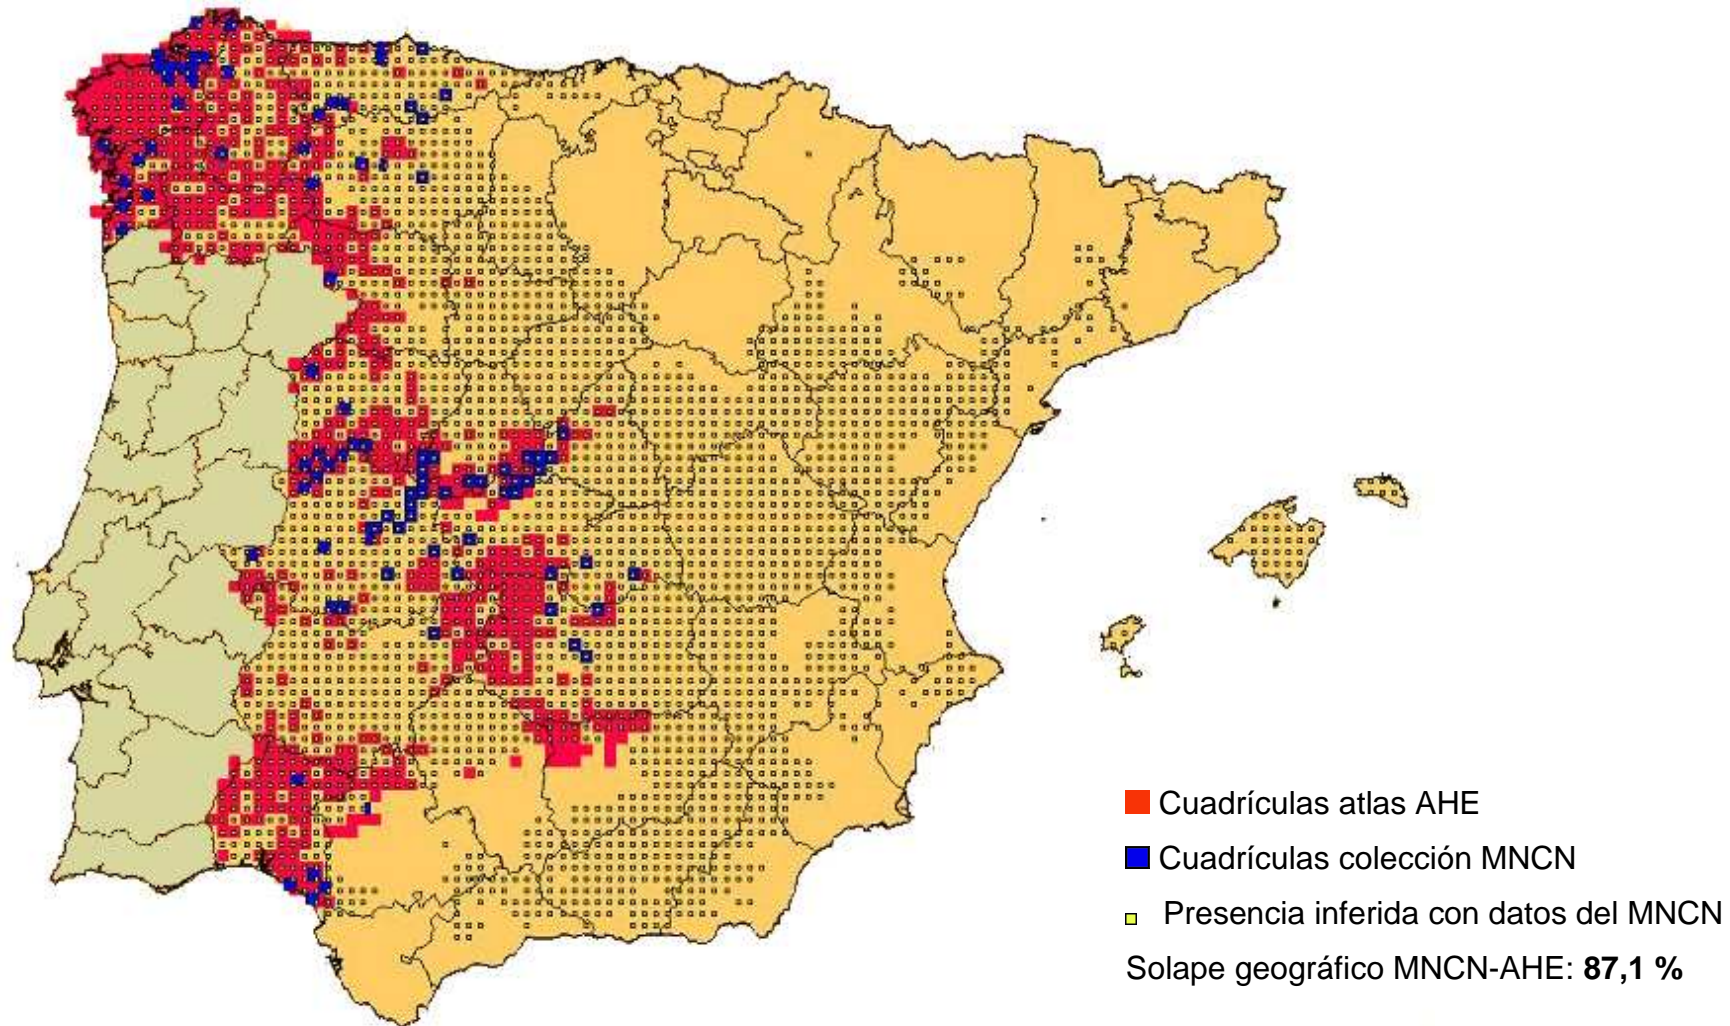 Cuadrículas atlas AHE
Cuadrículas colección MNCN
Presencia inferida con datos del MNCN
Solape geográfico MNCN-AHE: 87,1 %